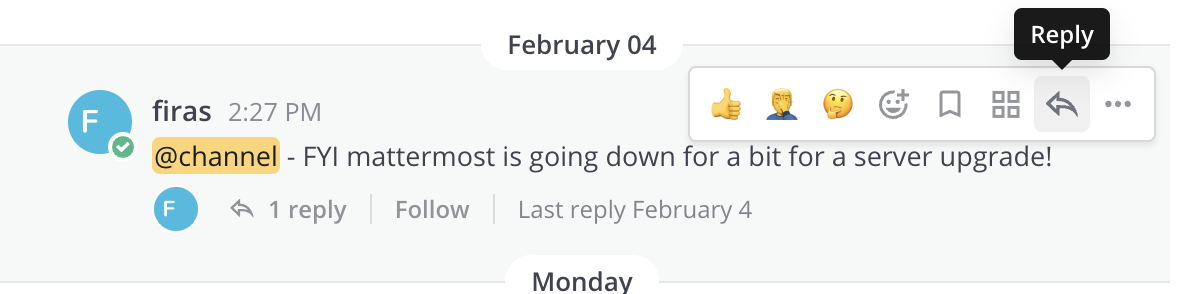 February 04
Reply
F
firas 2:27 PM
@channel - FYI mattermost is going down for a bit for a server upgrade!
F 1 reply Follow Last reply February 4
Monday